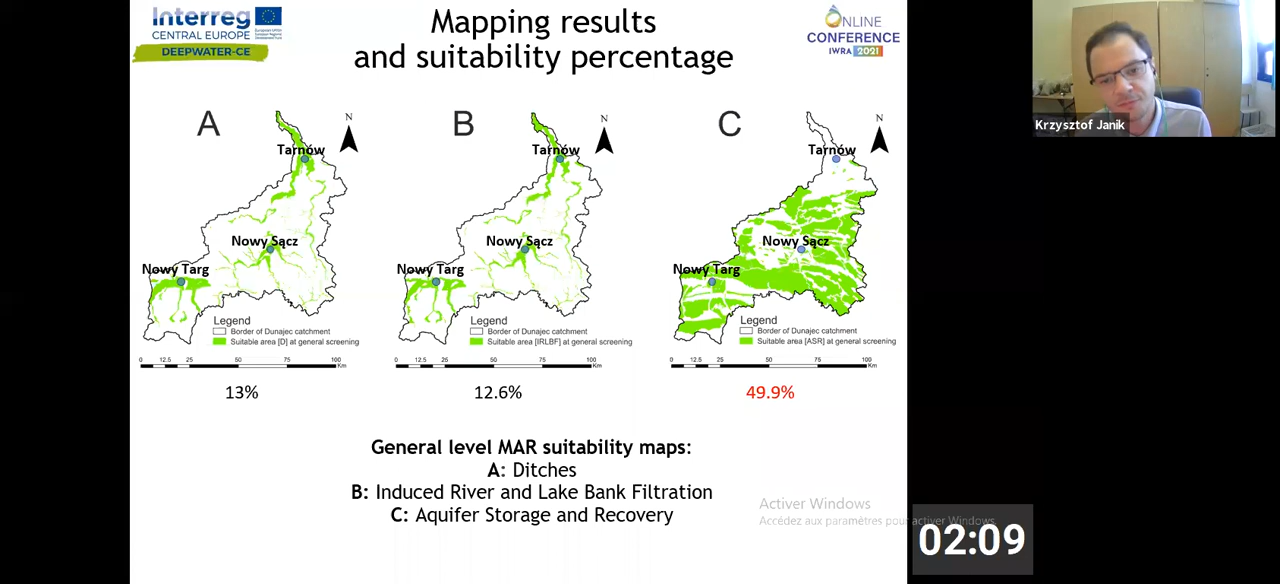 Interreg
CENTRAL EUROPE
DEEPWATER-CE
Mapping results
and suitability percentage
ONLINE
CONFERENCE
IWRA 2021
Krzysztof Janik
A
N
Tarnów
Nowy Sącz
Nowy Targ
Legend
Border of Dunajec catchment
Suitable area [D] at general screening
0 12.5 25 50 75 100
Km
13%
B
N
Tarnów
Nowy Sącz
Nowy Targ
Legend
Border of Dunajec catchment
Suitable area [IRLBF] at general screening
0 12.5 25 50 75 100
Km
12.6%
C
N
Tarnów
Nowy Sącz
Nowy Targ
Legend
Border of Dunajec catchment
Suitable area [ASR] at general screening
0 12.5 25 50 75 100
Km
49.9%
General level MAR suitability maps:
A: Ditches
B: Induced River and Lake Bank Filtration
C: Aquifer Storage and Recovery
Activer Windows
Accédez aux paramètres pour activer Windows.
02:09